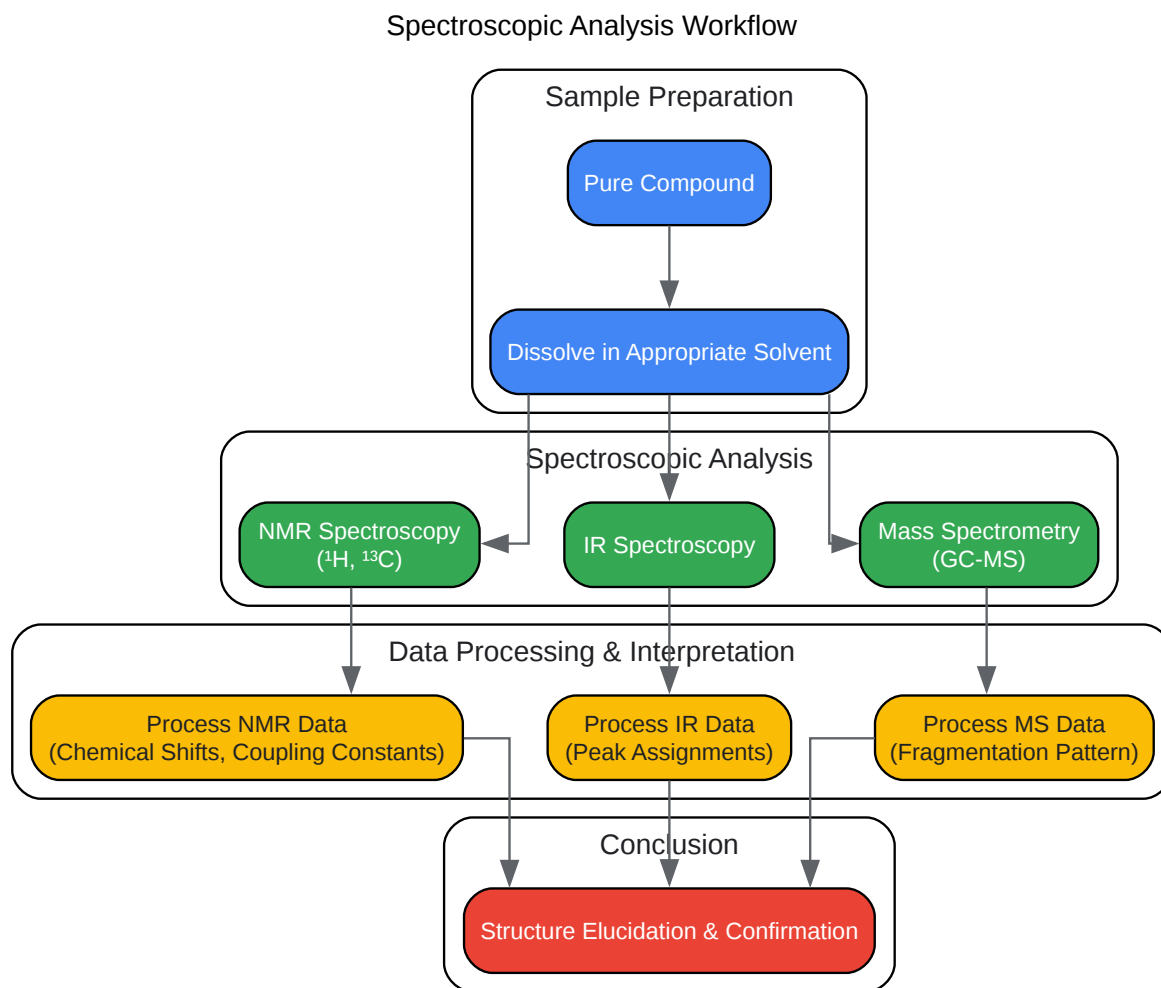 Spectroscopic Analysis Workflow
Sample Preparation
Pure Compound
Dissolve in Appropriate Solvent
Spectroscopic Analysis
NMR Spectroscopy
(¹H, ¹³C)
IR Spectroscopy
Mass Spectrometry
(GC-MS)
Data Processing & Interpretation
Process NMR Data
(Chemical Shifts, Coupling Constants)
Process IR Data
(Peak Assignments)
Process MS Data
(Fragmentation Pattern)
Conclusion
Structure Elucidation & Confirmation